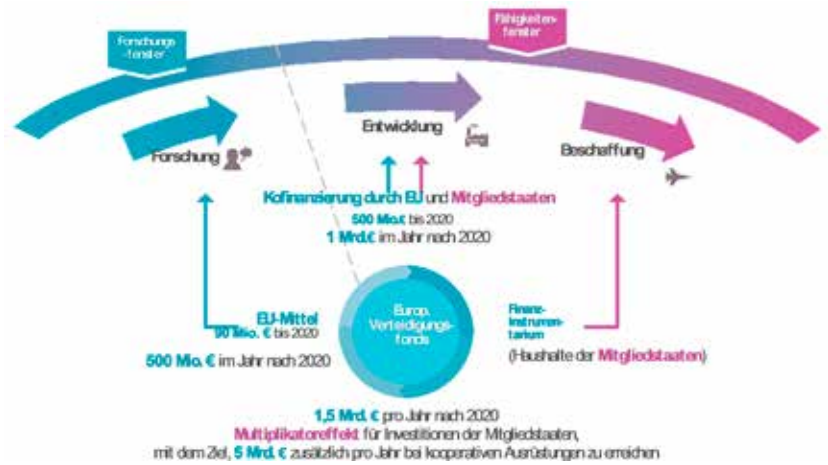 Forschungs
-fenster
Fähigkeiten-
fenster
Forschung
Entwicklung
Beschaffung
Kofinanzierung durch EU und Mitgliedstaaten
500 Mio.€ bis 2020
1 Mrd.€ im Jahr nach 2020
EU-Mittel
90 Mio. € bis 2020
500 Mio. € im Jahr nach 2020
Europ.
Verteidigungs-
fonds
Finanz-
instrumen-
tarium
(Haushalte der Mitgliedstaaten)
1,5 Mrd. € pro Jahr nach 2020
Multiplikatoreffekt für Investitionen der Mitgliedstaaten,
mit dem Ziel, 5 Mrd. € zusätzlich pro Jahr bei kooperativen Ausrüstungen zu erreichen